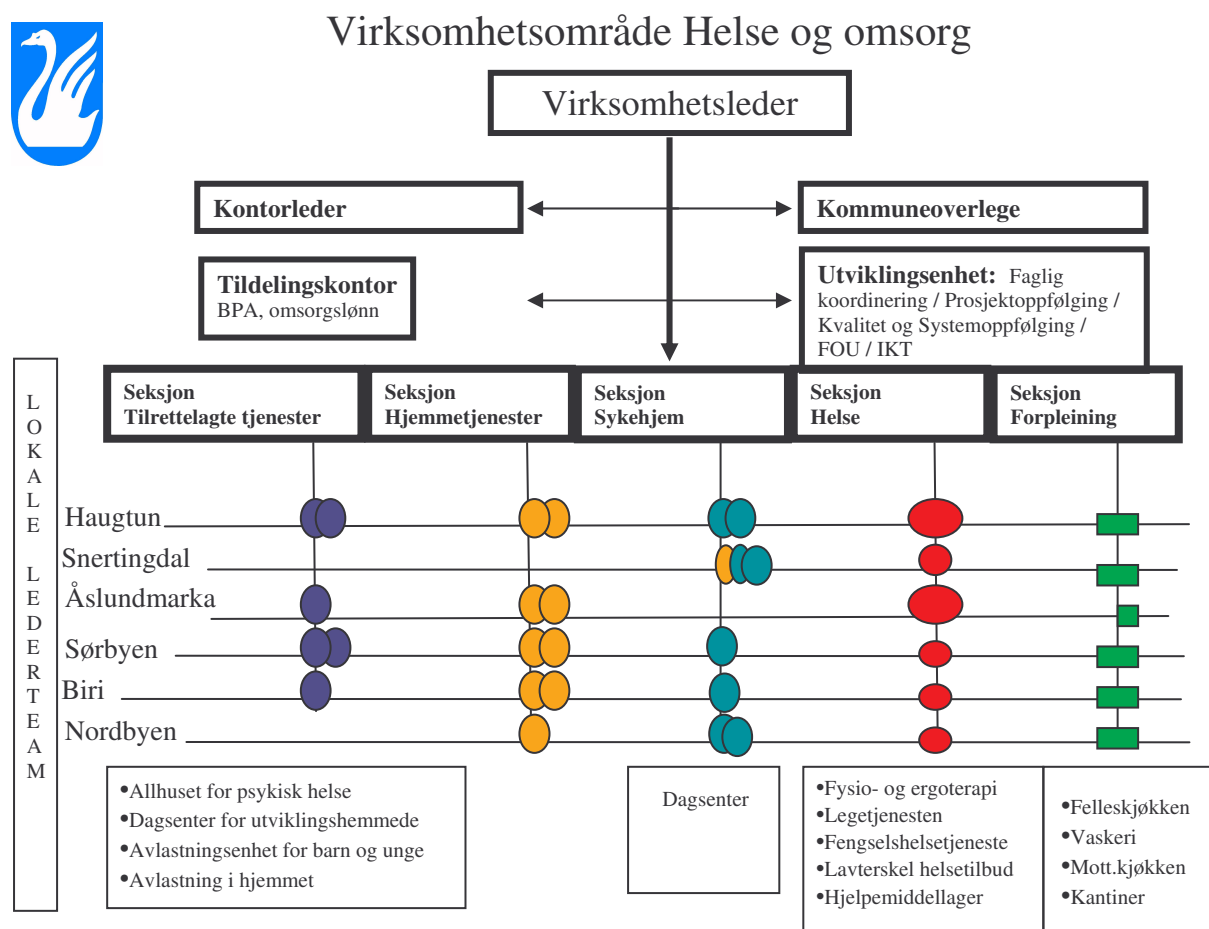 Virksomhetsområde Helse og omsorg
Virksomhetsleder
Kontorleder
Kommuneoverlege
Tildelingskontor
BPA, omsorgslønn
Utviklingsenhet: Faglig
koordinering / Prosjektoppfølging /
Kvalitet og Systemoppfølging /
FOU / IKT
LOKALE LEDERTEAM
Seksjon
Tilrettelagte tjenester
Seksjon
Hjemmetjenester
Seksjon
Sykehjem
Seksjon
Helse
Seksjon
Forpleining
Haugtun
Snertingdal
Åslundmarka
Sørbyen
Biri
Nordbyen
•Allhuset for psykisk helse
•Dagsenter for utviklingshemmede
•Avlastningsenhet for barn og unge
•Avlastning i hjemmet
Dagsenter
•Fysio- og ergoterapi
•Legetjenesten
•Fengselshelsetjeneste
•Lavterskel helsetilbud
•Hjelpemiddellager
•Felleskjøkken
•Vaskeri
•Mott.kjøkken
•Kantiner